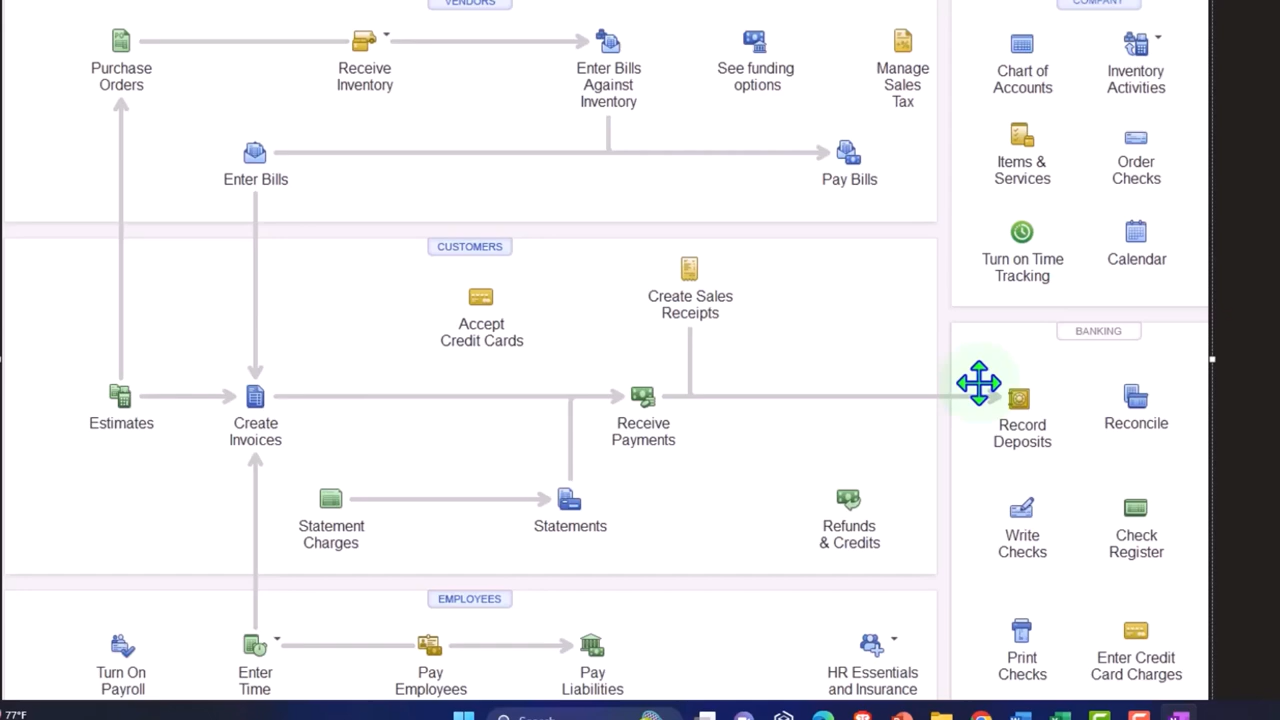 VENDORS
COMPANY
Purchase
Orders
Receive
Inventory
Enter Bills
Against
Inventory
See funding
options
Manage
Sales
Tax
Chart of
Accounts
Inventory
Activities
Enter Bills
Pay Bills
Items &
Services
Order
Checks
Turn on Time
Tracking
Calendar
CUSTOMERS
Accept
Credit Cards
Create Sales
Receipts
BANKING
Estimates
Create
Invoices
Receive
Payments
Record
Deposits
Reconcile
Statement
Charges
Statements
Refunds
& Credits
Write
Checks
Check
Register
EMPLOYEES
Turn On
Payroll
Enter
Time
Pay
Employees
Pay
Liabilities
HR Essentials
and Insurance
Print
Checks
Enter Credit
Card Charges
77°F
Search